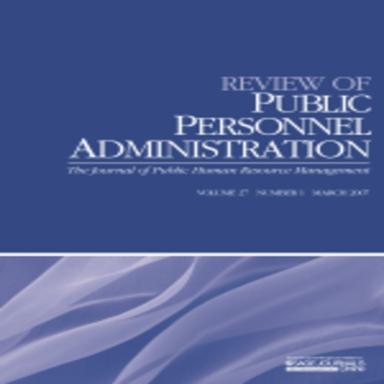 REVIEW OF
PUBLIC
PERSONNEL
ADMINISTRATION
The Journal of Public Human Resource Management
VOLUME 27 NUMBER 1 MARCH 2007